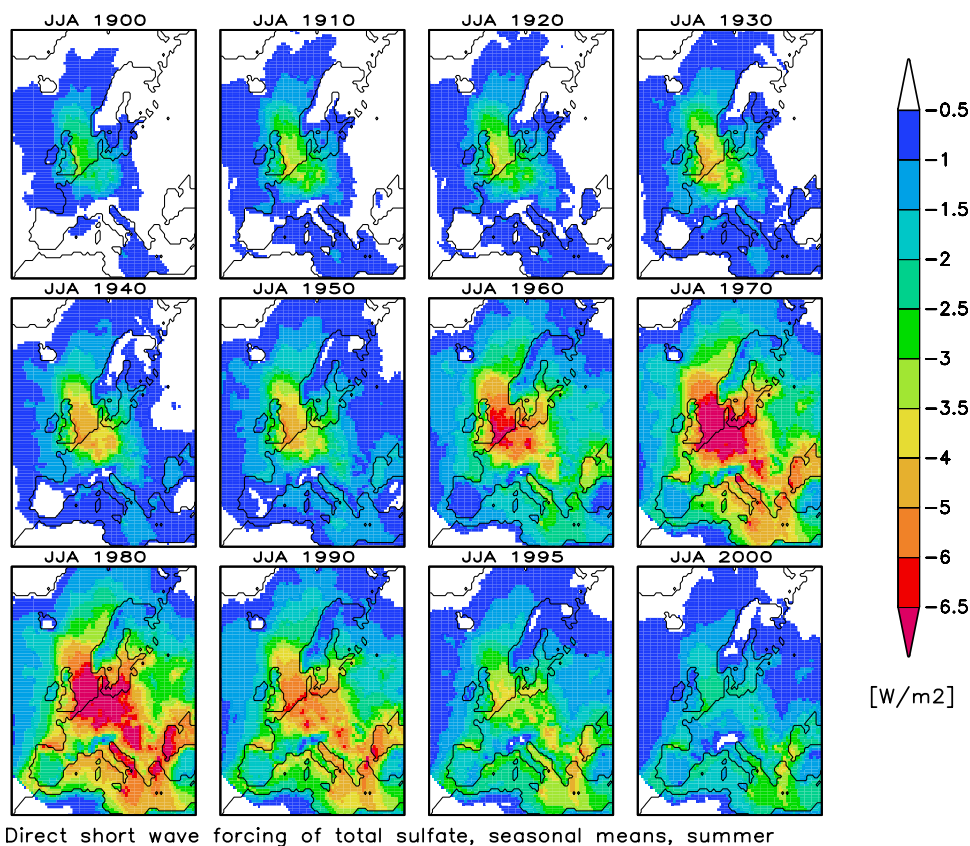 JJA 1900
JJA 1910
JJA 1920
JJA 1930
JJA 1940
JJA 1950
JJA 1960
JJA 1970
JJA 1980
JJA 1990
JJA 1995
JJA 2000
-0.5
-1
-1.5
-2
-2.5
-3
-3.5
-4
-5
-6
-6.5
[W/m2]
Direct short wave forcing of total sulfate, seasonal means, summer